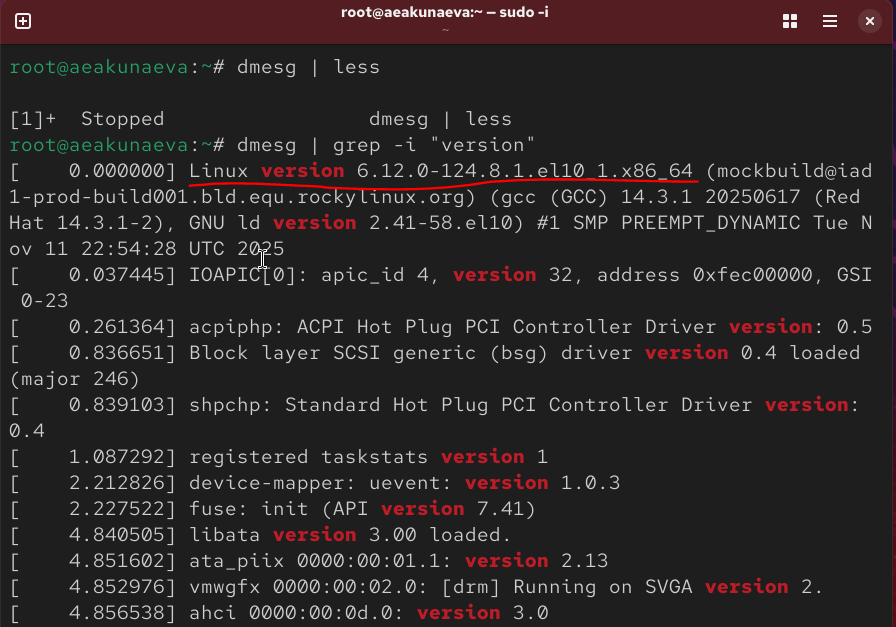 root@aeakunaeva:~ — sudo -i
~
root@aeakunaeva:~# dmesg | less
[1]+  Stopped                 dmesg | less
root@aeakunaeva:~# dmesg | grep -i "version"
[    0.000000] Linux version 6.12.0-124.8.1.el10_1.x86_64 (mockbuild@iad
1-prod-build001.bld.equ.rockylinux.org) (gcc (GCC) 14.3.1 20250617 (Red
Hat 14.3.1-2), GNU ld version 2.41-58.el10) #1 SMP PREEMPT_DYNAMIC Tue N
ov 11 22:54:28 UTC 2025
[    0.037445] IOAPIC[0]: apic_id 4, version 32, address 0xfec00000, GSI
 0-23
[    0.261364] acpiphp: ACPI Hot Plug PCI Controller Driver version: 0.5
[    0.836651] Block layer SCSI generic (bsg) driver version 0.4 loaded
(major 246)
[    0.839103] shpchp: Standard Hot Plug PCI Controller Driver version:
0.4
[    1.087292] registered taskstats version 1
[    2.212826] device-mapper: uevent: version 1.0.3
[    2.227522] fuse: init (API version 7.41)
[    4.840505] libata version 3.00 loaded.
[    4.851602] ata_piix 0000:00:01.1: version 2.13
[    4.852976] vmwgfx 0000:00:02.0: [drm] Running on SVGA version 2.
[    4.856538] ahci 0000:00:0d.0: version 3.0